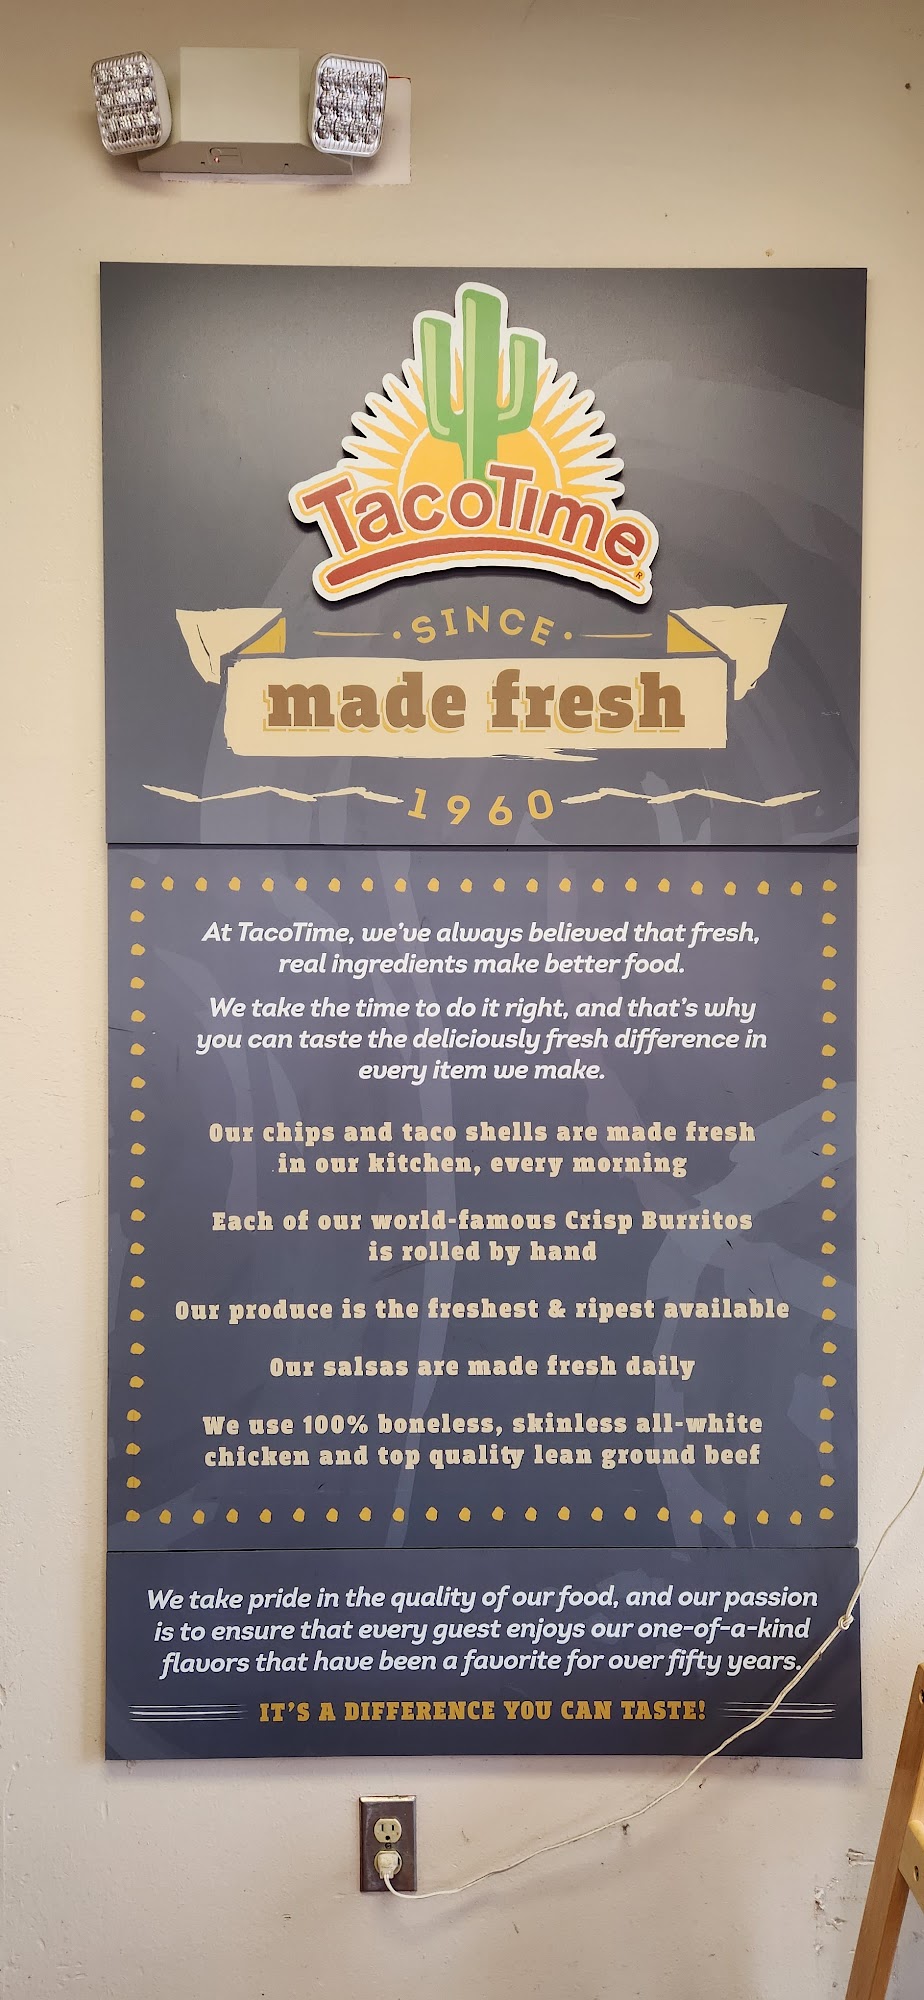 TacoTime®
SINCE
made fresh
1960
At TacoTime, we've always believed that fresh,
real ingredients make better food.
We take the time to do it right, and that's why
you can taste the deliciously fresh difference in
every item we make.
Our chips and taco shells are made fresh
in our kitchen, every morning
Each of our world-famous Crisp Burritos
is rolled by hand
Our produce is the freshest & ripest available
Our salsas are made fresh daily
We use 100% boneless, skinless all-white
chicken and top quality lean ground beef
We take pride in the quality of our food, and our passion
is to ensure that every guest enjoys our one-of-a-kind
flavors that have been a favorite for over fifty years.
IT'S A DIFFERENCE YOU CAN TASTE!